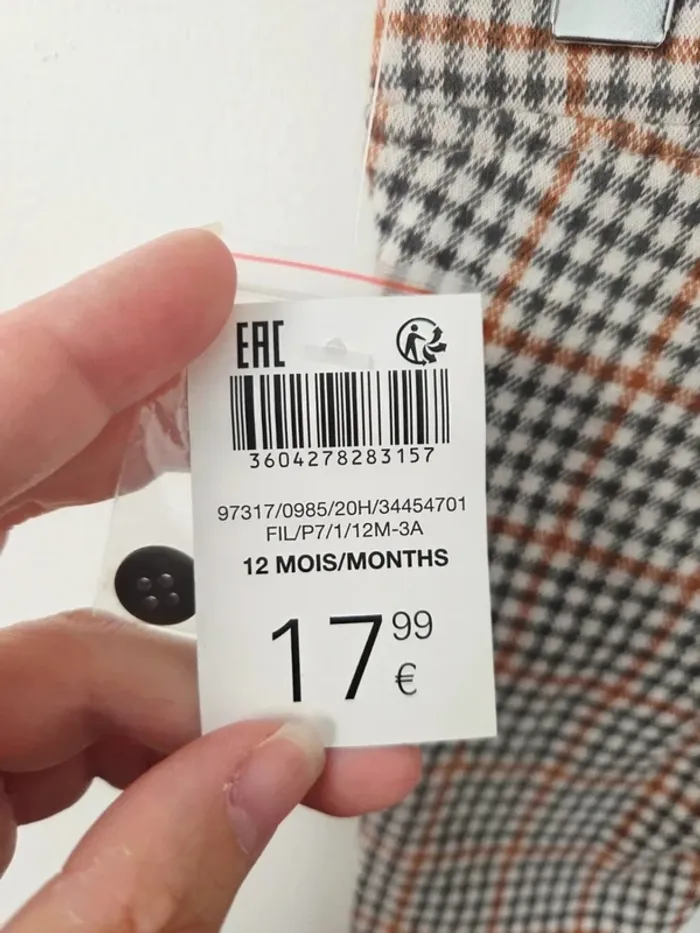 EAC
3604278283157
97317/0985/20H/34454701
FIL/P7/1/12M-3A
12 MOIS/MONTHS
17 99
€